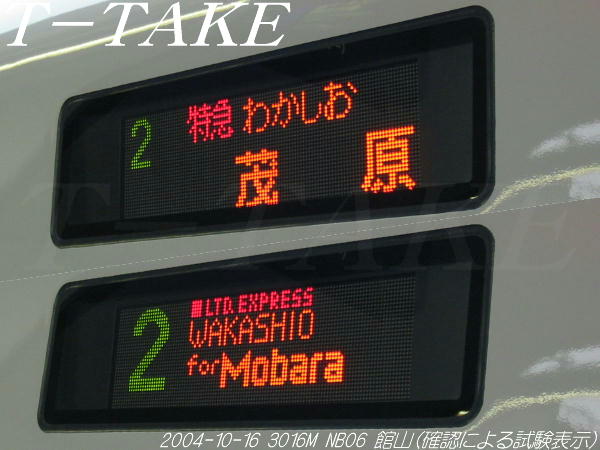 T-TAKE
2 特急 わかしお
茂原
T-TAKE
LTD.EXPRESS
WAKASHIO
2
for Mobara
2004-10-16 3016M NB06 館山(確認による試験表示)